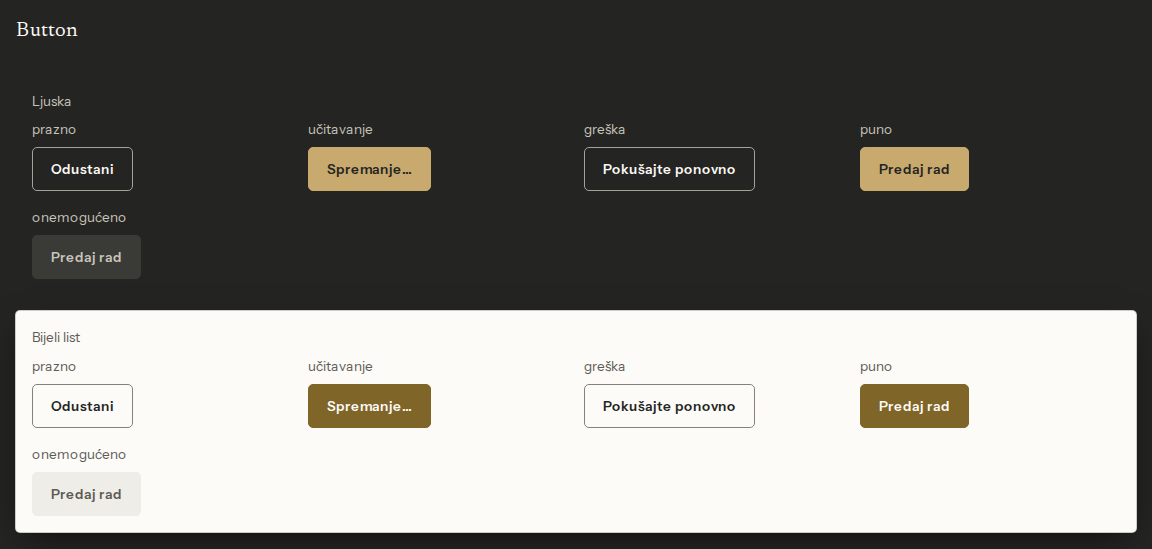 Button
Ljuska
prazno učitavanje greška puno
Odustani Spremanje... Pokušajte ponovno Predaj rad
onemogućeno
Predaj rad
Bijeli list
prazno učitavanje greška puno
Odustani Spremanje... Pokušajte ponovno Predaj rad
onemogućeno
Predaj rad